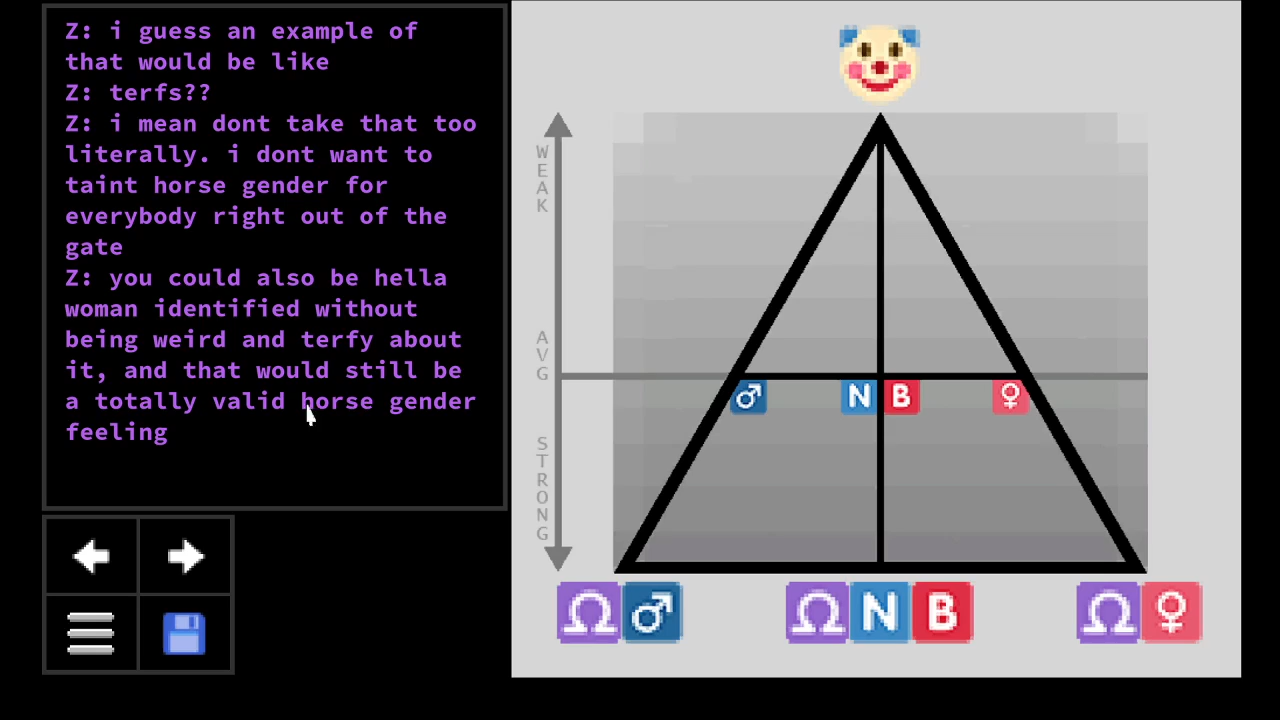 Z: i guess an example of
that would be like
Z: terfs??
Z: i mean dont take that too
literally. i dont want to
taint horse gender for
everybody right out of the
gate
Z: you could also be hella
woman identified without
being weird and terfy about
it, and that would still be
a totally valid horse gender
feeling
WEAK
AVG
STRONG
♂ N B ♀
Ω ♂ Ω N B Ω ♀